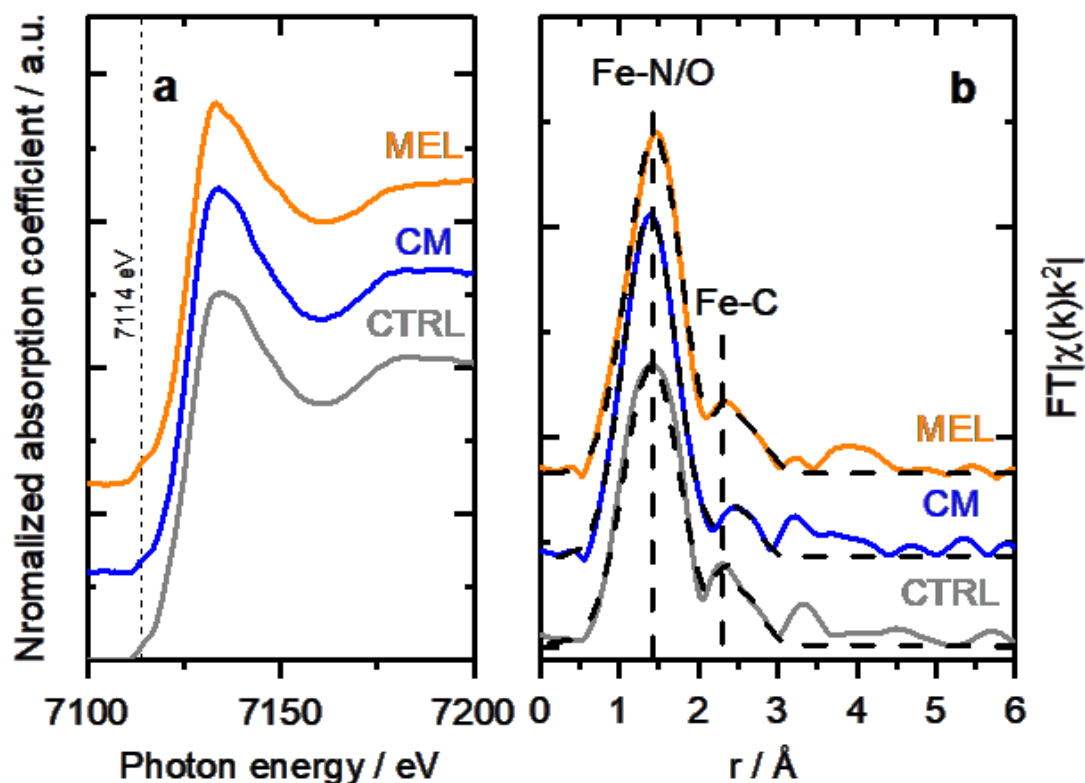 Nromalized absorption coefficient / a.u.
a
MEL
CM
CTRL
7114 eV
7100
7150
7200
Photon energy / eV
b
Fe-N/O
Fe-C
MEL
CM
CTRL
0 1 2 3 4 5 6
r / Å
FT|χ(k)k²|